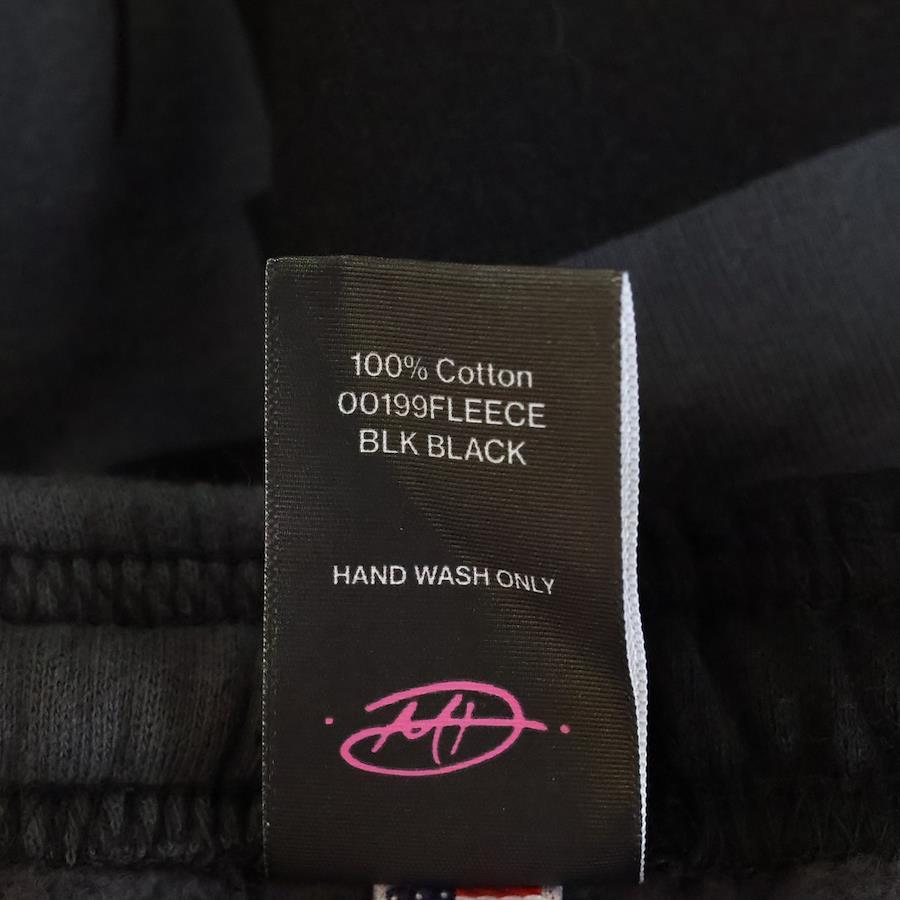 100% Cotton
00199FLEECE
BLK BLACK
HAND WASH ONLY